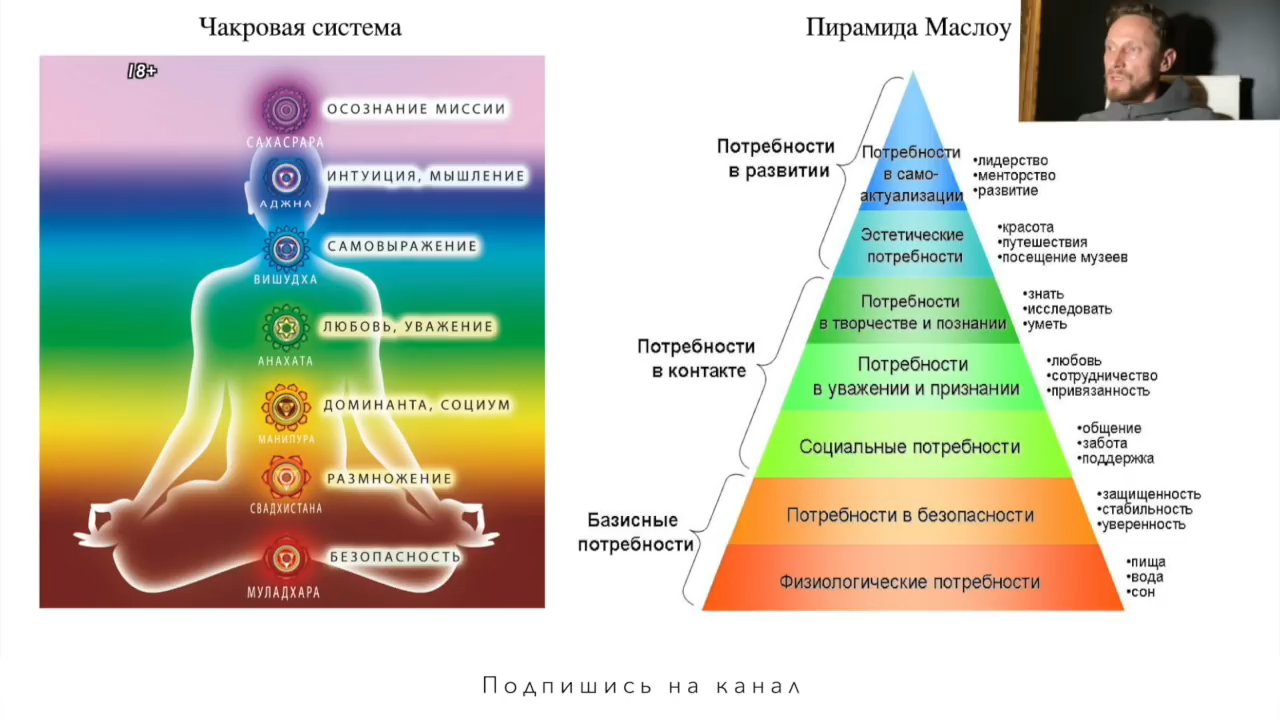 Чакровая система
18+
ОСОЗНАНИЕ МИССИИ
САХАСРАРА
ИНТУИЦИЯ, МЫШЛЕНИЕ
АДЖНА
САМОВЫРАЖЕНИЕ
ВИШУДХА
ЛЮБОВЬ, УВАЖЕНИЕ
АНАХАТА
ДОМИНАНТА, СОЦИУМ
МАНИПУРА
РАЗМНОЖЕНИЕ
СВАДХИСТАНА
БЕЗОПАСНОСТЬ
МУЛАДХАРА
Пирамида Маслоу
Потребности
в развитии
Потребности
в само-
актуализации
•лидерство
•менторство
•развитие
Эстетические
потребности
•красота
•путешествия
•посещение музеев
Потребности
в контакте
Потребности
в творчестве и познании
•знать
•исследовать
•уметь
Потребности
в уважении и признании
•любовь
•сотрудничество
•привязанность
Социальные потребности
•общение
•забота
•поддержка
Базисные
потребности
Потребности в безопасности
•защищенность
•стабильность
•уверенность
Физиологические потребности
•пища
•вода
•сон
Подпишись на канал